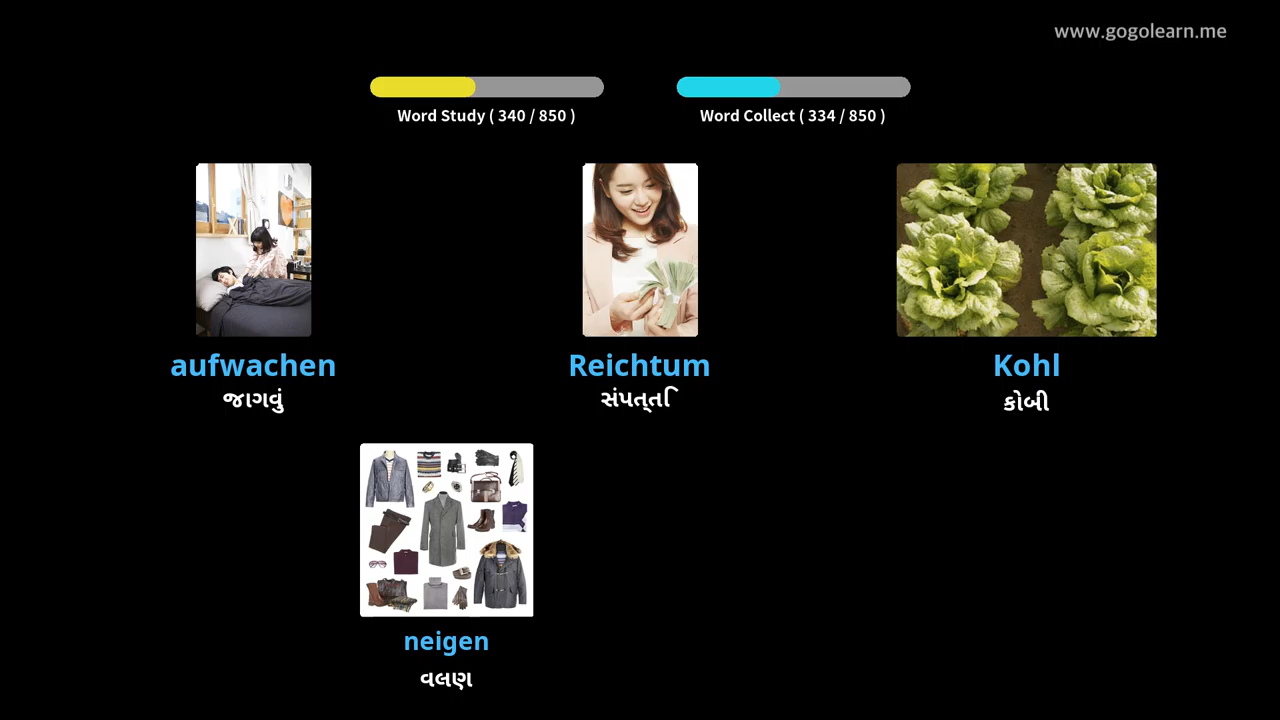 www.gogolearn.me
Word Study ( 340 / 850 )
Word Collect ( 334 / 850 )
aufwachen
જાગવું
Reichtum
સંપત્તિ
Kohl
કોબી
neigen
વલણ